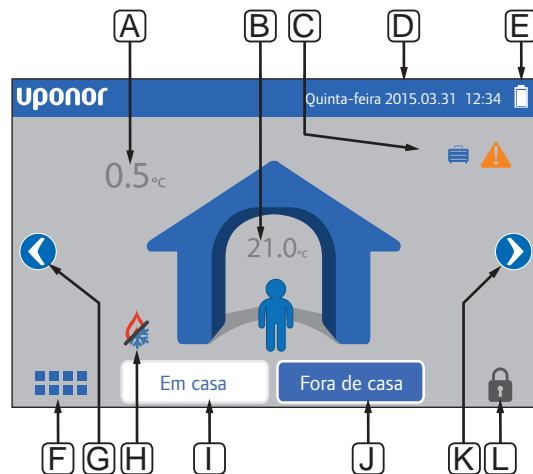 A B C D E
uponor
Quinta-feira 2015.03.31 12:34
0.5°C
21.0°C
Em casa
Fora de casa
F G H I J K L